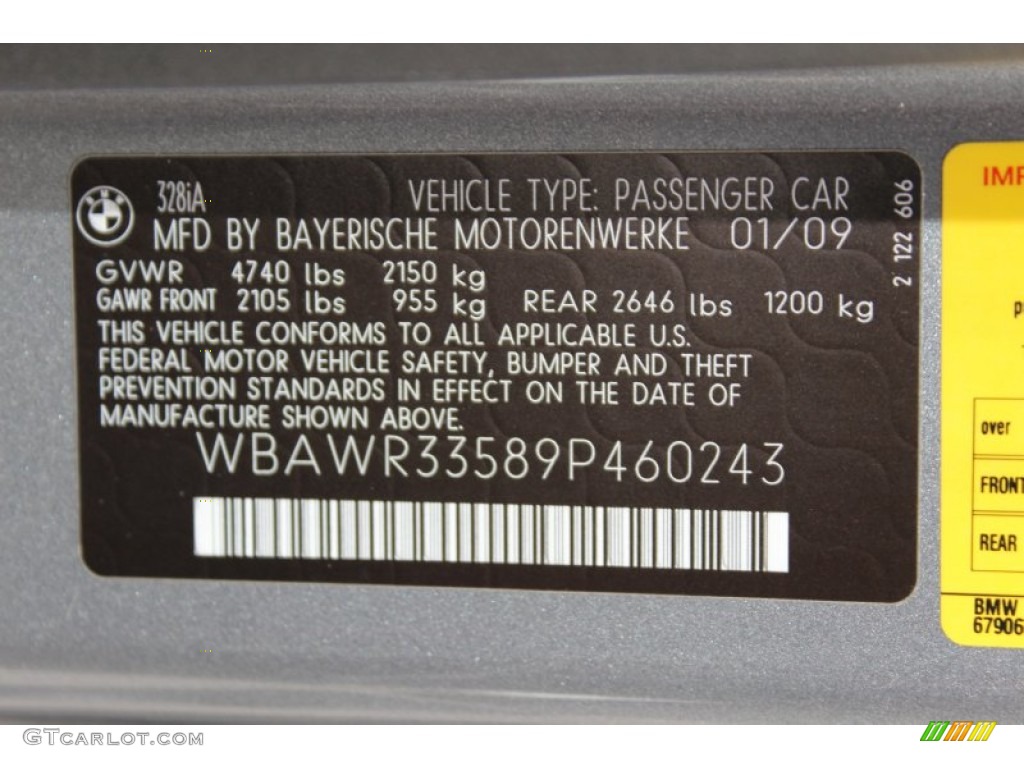 328iA VEHICLE TYPE: PASSENGER CAR
MFD BY BAYERISCHE MOTORENWERKE 01/09
GVWR 4740 lbs 2150 kg
GAWR FRONT 2105 lbs 955 kg REAR 2646 lbs 1200 kg
THIS VEHICLE CONFORMS TO ALL APPLICABLE U.S.
FEDERAL MOTOR VEHICLE SAFETY, BUMPER AND THEFT
PREVENTION STANDARDS IN EFFECT ON THE DATE OF
MANUFACTURE SHOWN ABOVE.
WBAWR33589P460243
2 122 606
BMW
IMP
p
over
FRONT
REAR
BMW
67906
GTCARLOT.COM